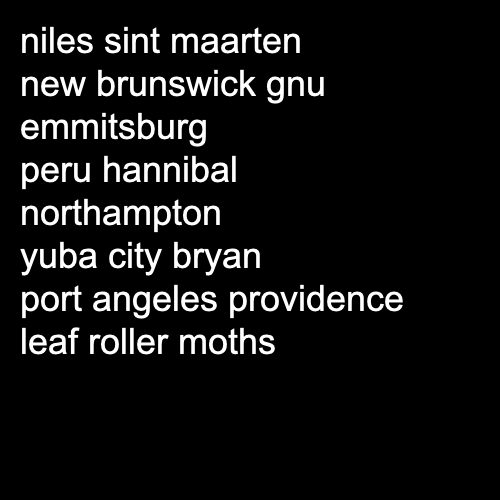 niles sint maarten
new brunswick gnu
emmitsburg
peru hannibal
northampton
yuba city bryan
port angeles providence
leaf roller moths